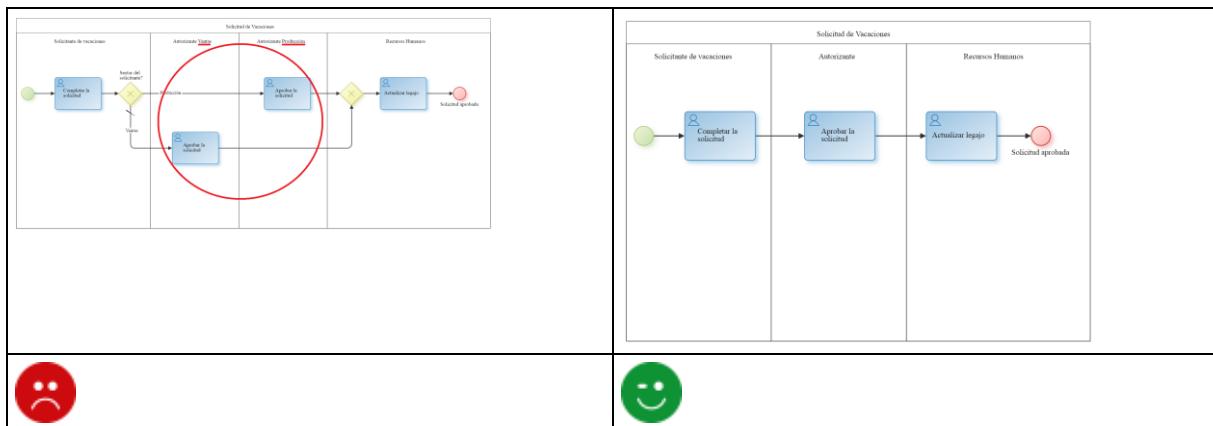 Solicitud de Vacaciones
Solicitante de vacaciones
Autorizante Ventas
Autorizante Producción
Recursos Humanos
Sector del
solicitante?
Completar la
solicitud
Producción
Aprobar la
solicitud
Actualizar legajo
Solicitud aprobada
Ventas
Aprobar la
solicitud
Solicitud de Vacaciones
Solicitante de vacaciones
Autorizante
Recursos Humanos
Completar la
solicitud
Aprobar la
solicitud
Actualizar legajo
Solicitud aprobada